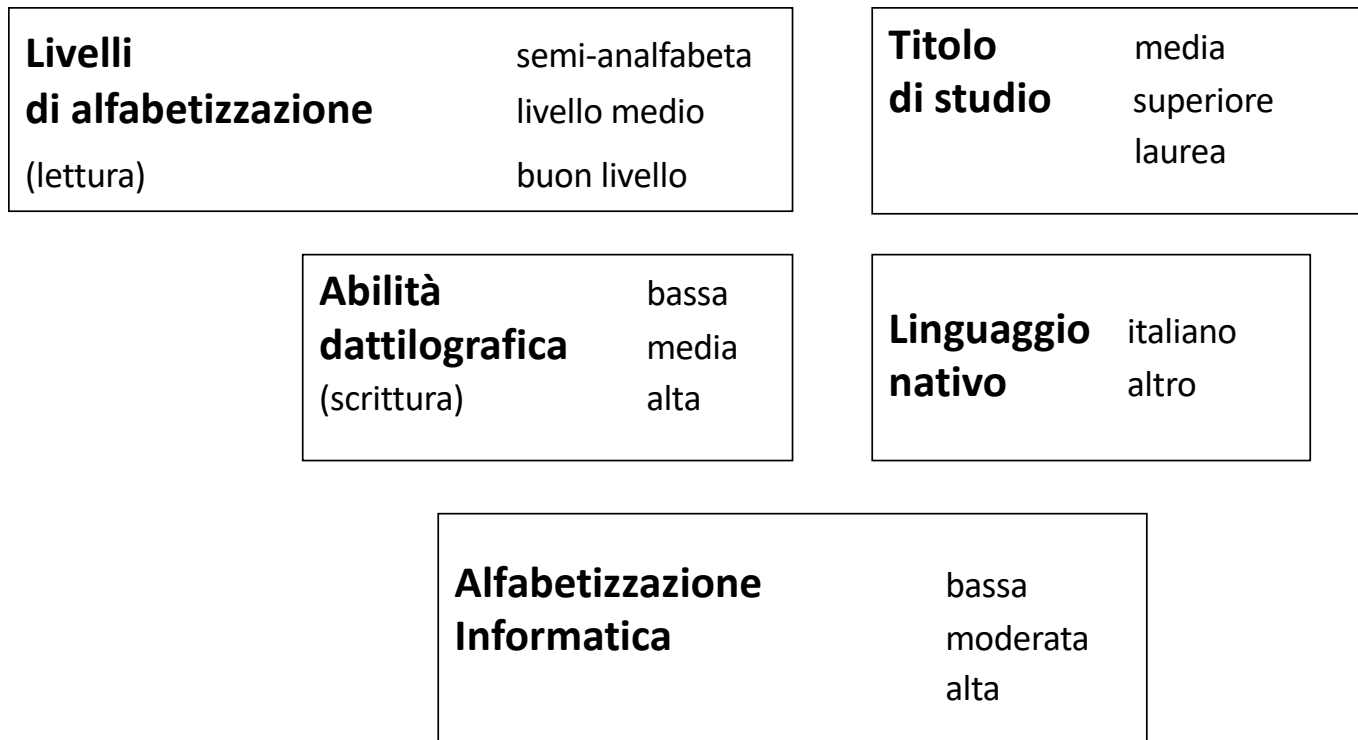 Livelli semi-analfabeta
di alfabetizzazione livello medio
(lettura) buon livello
Titolo media
di studio superiore
laurea
Abilità bassa
dattilografica media
(scrittura) alta
Linguaggio italiano
nativo altro
Alfabetizzazione bassa
Informatica moderata
alta